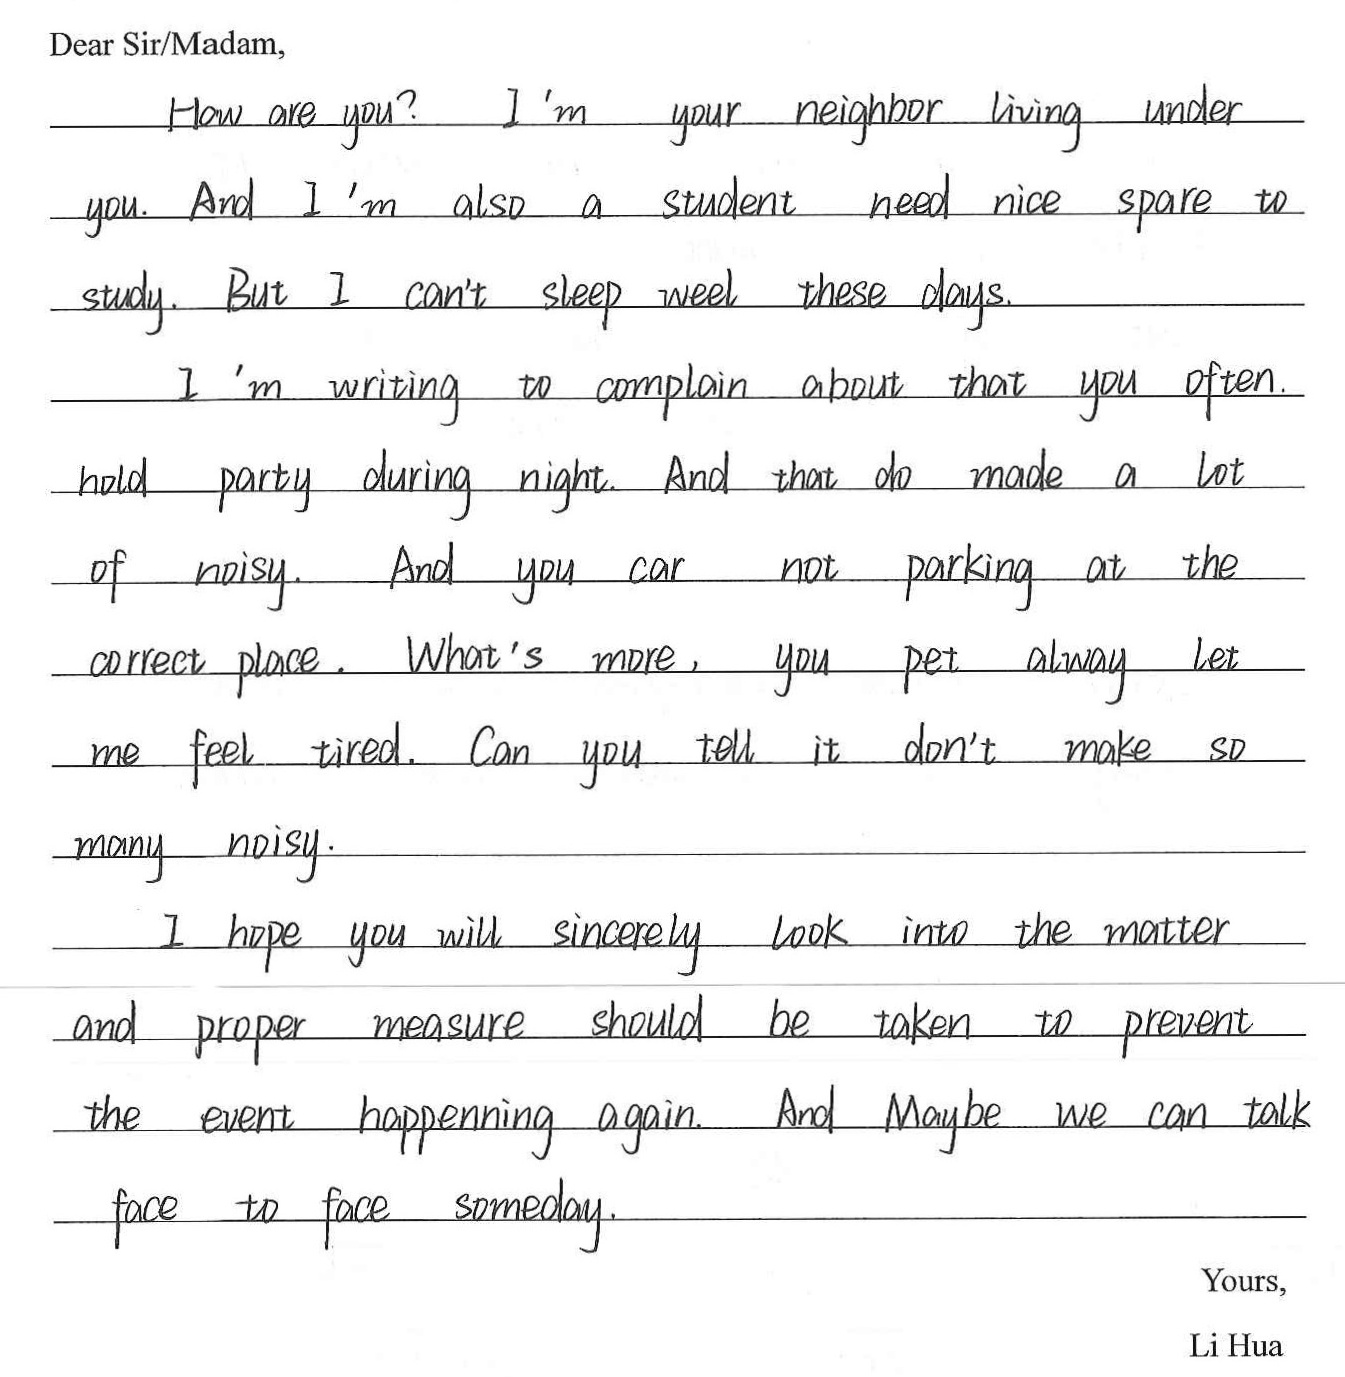 Dear Sir/Madam,
How are you? I'm your neighbor living under
you. And I'm also a student need nice spare to
study. But I can't sleep weel these days.
I'm writing to complain about that you often.
hold party during night. And that do made a lot
of noisy. And you car not parking at the
correct place. What's more, you pet alway let
me feel tired. Can you tell it don't make so
many noisy.
I hope you will sincerely look into the matter
and proper measure should be taken to prevent
the event happenning again. And Maybe we can talk
face to face someday.
Yours,
Li Hua